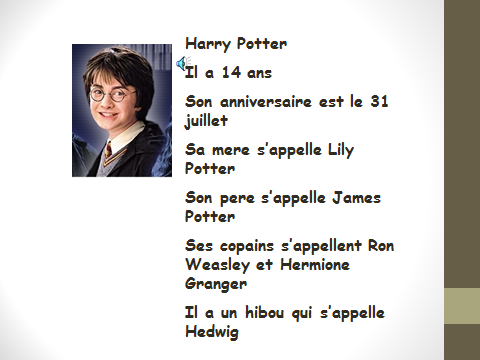 Harry Potter
Il a 14 ans
Son anniversaire est le 31
juillet
Sa mere s'appelle Lily
Potter
Son pere s'appelle James
Potter
Ses copains s'appellent Ron
Weasley et Hermione
Granger
Il a un hibou qui s'appelle
Hedwig